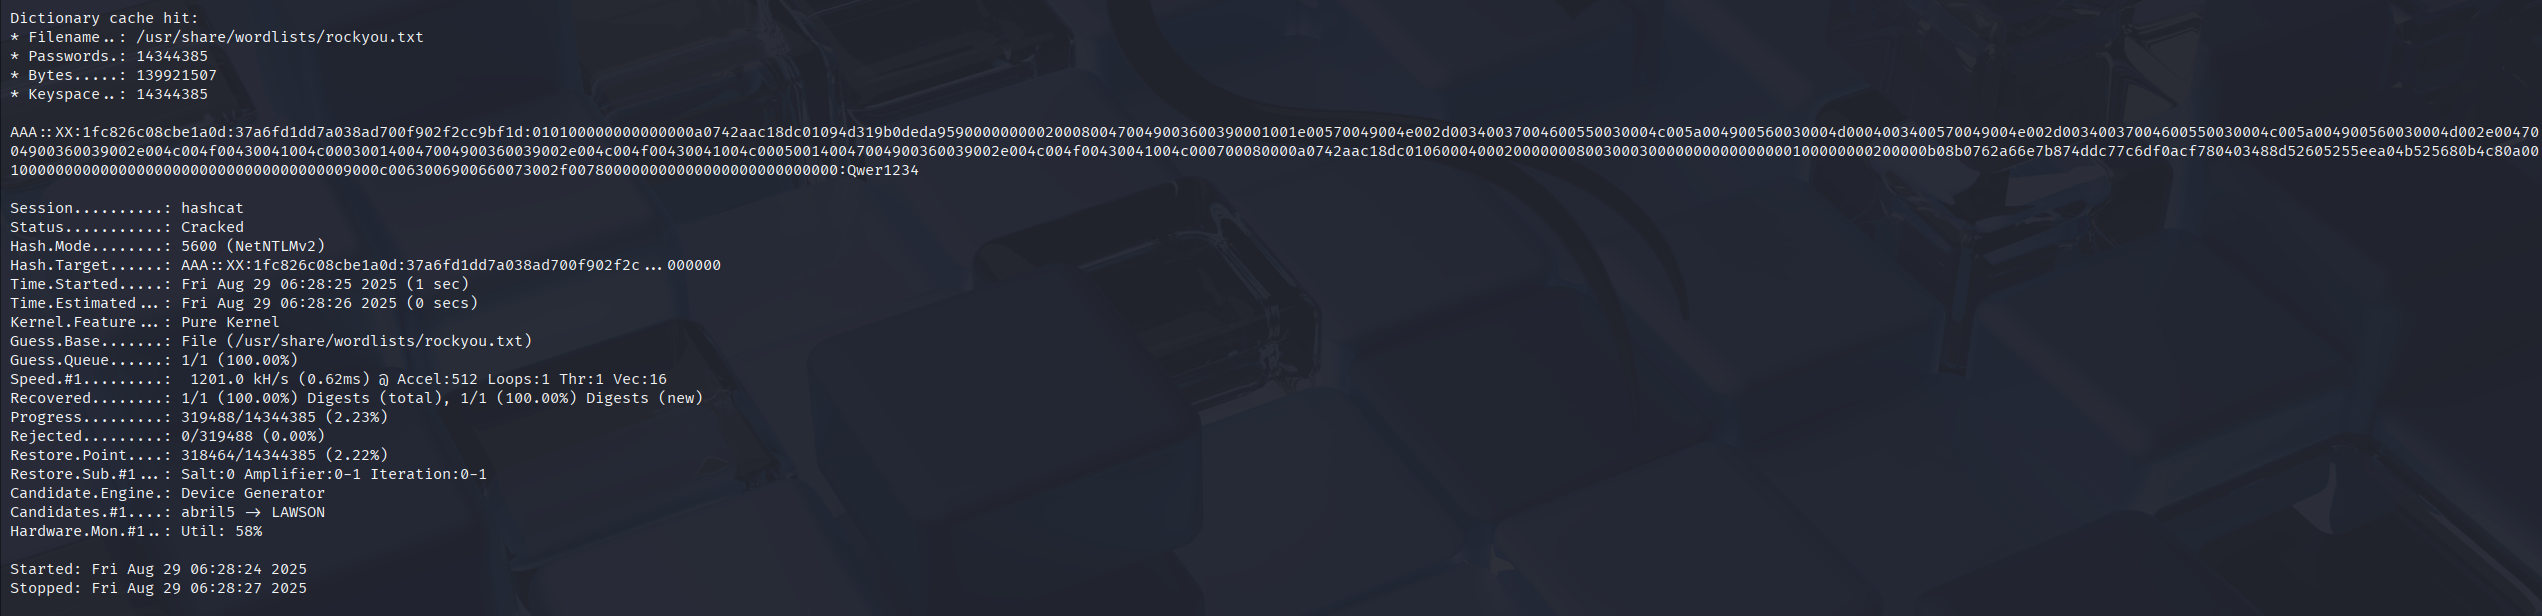 Dictionary cache hit:
* Filename..: /usr/share/wordlists/rockyou.txt
* Passwords.: 14344385
* Bytes.....: 139921507
* Keyspace..: 14344385
AAA::XX:1fc826c08cbe1a0d:37a6fd1dd7a038ad700f902f2cc9bf1d:010100000000000000a0742aac18dc01094d319b0deda9590000000002000800470049003600390001001e00570049004e002d00340037004600550030004c005a004900560030004d0004003400570049004e002d00340037004600550030004c005a004900560030004d002e00470
04900360039002e004c004f00430041004c000300140047004900360039002e004c004f00430041004c000500140047004900360039002e004c004f00430041004c000700080000a0742aac18dc0106000400020000000800300030000000000000000100000000200000b08b0762a66e7b874ddc77c6df0acf780403488d52605255eea04b525680b4c80a00
10000000000000000000000000000000000009000c0063006900660073002f007800000000000000000000000000:Qwer1234
Session..........: hashcat
Status...........: Cracked
Hash.Mode........: 5600 (NetNTLMv2)
Hash.Target......: AAA::XX:1fc826c08cbe1a0d:37a6fd1dd7a038ad700f902f2c...000000
Time.Started.....: Fri Aug 29 06:28:25 2025 (1 sec)
Time.Estimated...: Fri Aug 29 06:28:26 2025 (0 secs)
Kernel.Feature...: Pure Kernel
Guess.Base.......: File (/usr/share/wordlists/rockyou.txt)
Guess.Queue......: 1/1 (100.00%)
Speed.#1.........:  1201.0 kH/s (0.62ms) @ Accel:512 Loops:1 Thr:1 Vec:16
Recovered........: 1/1 (100.00%) Digests (total), 1/1 (100.00%) Digests (new)
Progress.........: 319488/14344385 (2.23%)
Rejected.........: 0/319488 (0.00%)
Restore.Point....: 318464/14344385 (2.22%)
Restore.Sub.#1...: Salt:0 Amplifier:0-1 Iteration:0-1
Candidate.Engine.: Device Generator
Candidates.#1....: abril5 -> LAWSON
Hardware.Mon.#1..: Util: 58%
Started: Fri Aug 29 06:28:24 2025
Stopped: Fri Aug 29 06:28:27 2025